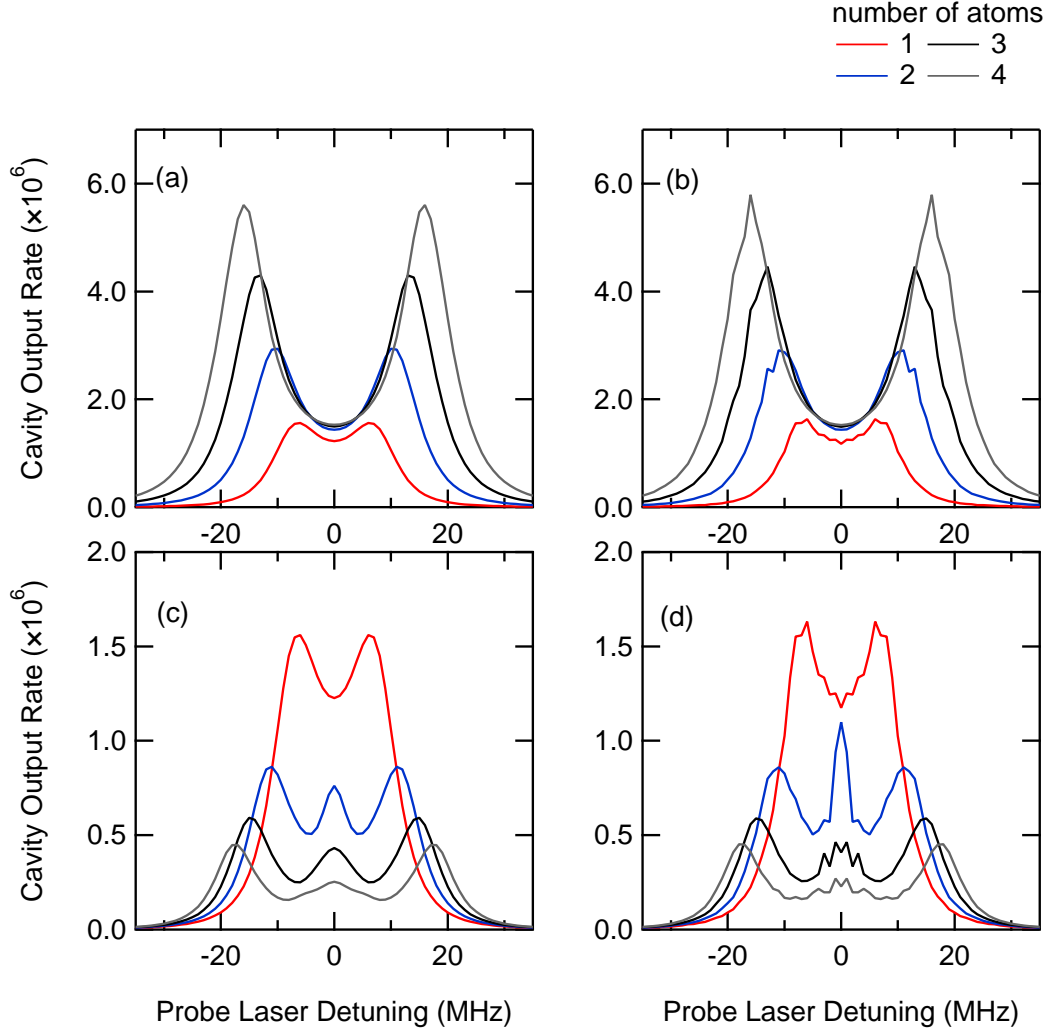 number of atoms
1 3
2 4
Cavity Output Rate (×10⁶)
6.0
4.0
2.0
0.0
(a)
-20 0 20
6.0
4.0
2.0
0.0
(b)
-20 0 20
Cavity Output Rate (×10⁶)
2.0
1.5
1.0
0.5
0.0
(c)
-20 0 20
Probe Laser Detuning (MHz)
2.0
1.5
1.0
0.5
0.0
(d)
-20 0 20
Probe Laser Detuning (MHz)